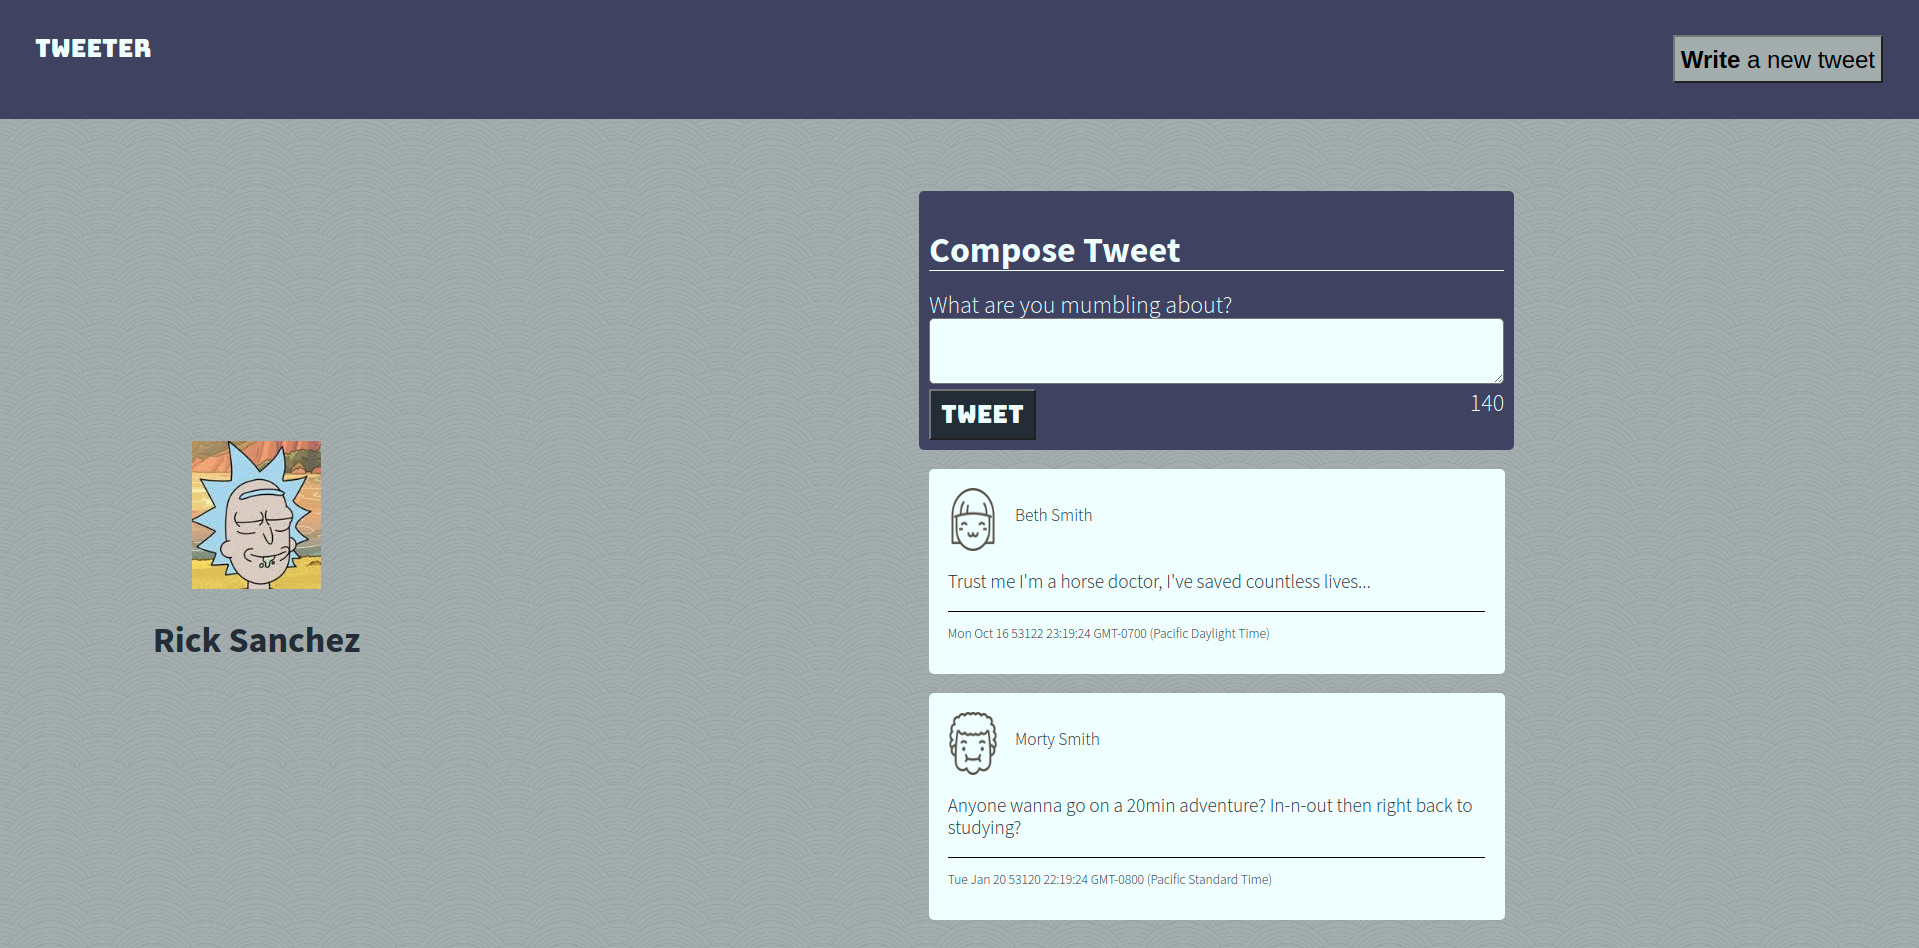 TWEETER
Write a new tweet
Compose Tweet
What are you mumbling about?
TWEET
140
Rick Sanchez
Beth Smith
Trust me I'm a horse doctor, I've saved countless lives...
Mon Oct 16 53122 23:19:24 GMT-0700 (Pacific Daylight Time)
Morty Smith
Anyone wanna go on a 20min adventure? In-n-out then right back to
studying?
Tue Jan 20 53120 22:19:24 GMT-0800 (Pacific Standard Time)